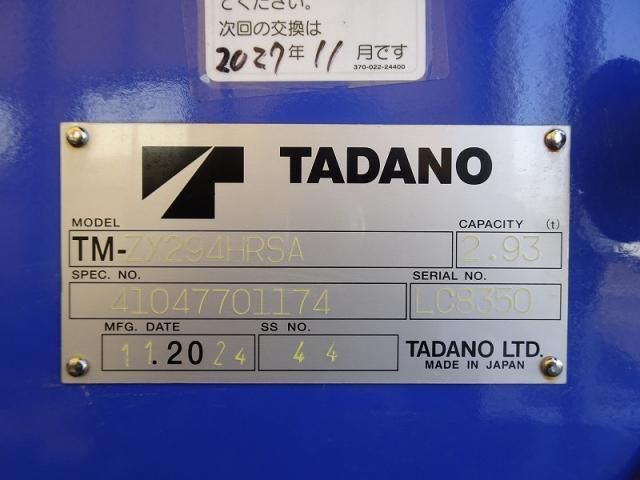 てください。
次回の交換は
2027年11月です
370-022-24400
TADANO
MODEL
CAPACITY (t)
TM-ZX294HRSA
2.93
SPEC. NO.
SERIAL NO.
41047701174
LC8350
MFG. DATE
SS NO.
11.2024
44
TADANO LTD.
MADE IN JAPAN